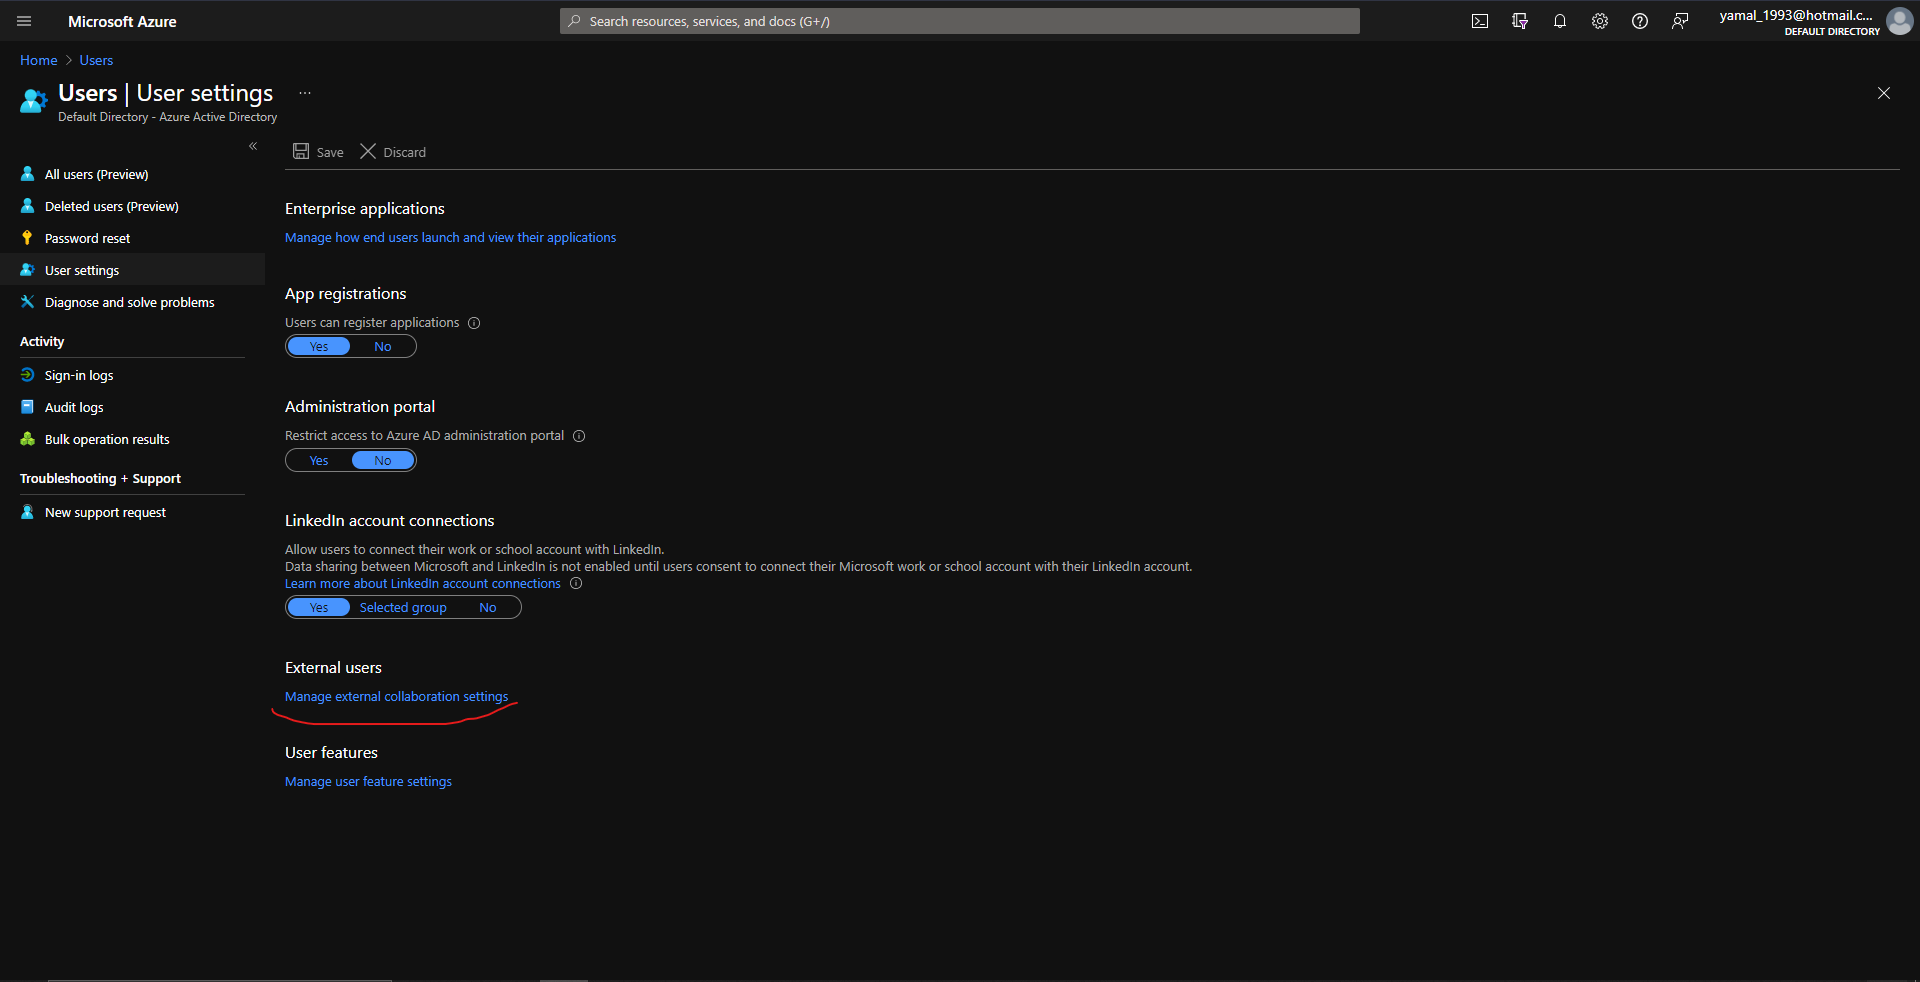 Microsoft Azure
Search resources, services, and docs (G+/)
yamal_1993@hotmail.c...
DEFAULT DIRECTORY
Home > Users
Users | User settings ...
Default Directory - Azure Active Directory
«
Save
Discard
All users (Preview)
Deleted users (Preview)
Password reset
User settings
Diagnose and solve problems
Activity
Sign-in logs
Audit logs
Bulk operation results
Troubleshooting + Support
New support request
Enterprise applications
Manage how end users launch and view their applications
App registrations
Users can register applications
Yes No
Administration portal
Restrict access to Azure AD administration portal
Yes No
LinkedIn account connections
Allow users to connect their work or school account with LinkedIn.
Data sharing between Microsoft and LinkedIn is not enabled until users consent to connect their Microsoft work or school account with their LinkedIn account.
Learn more about LinkedIn account connections
Yes Selected group No
External users
Manage external collaboration settings
User features
Manage user feature settings